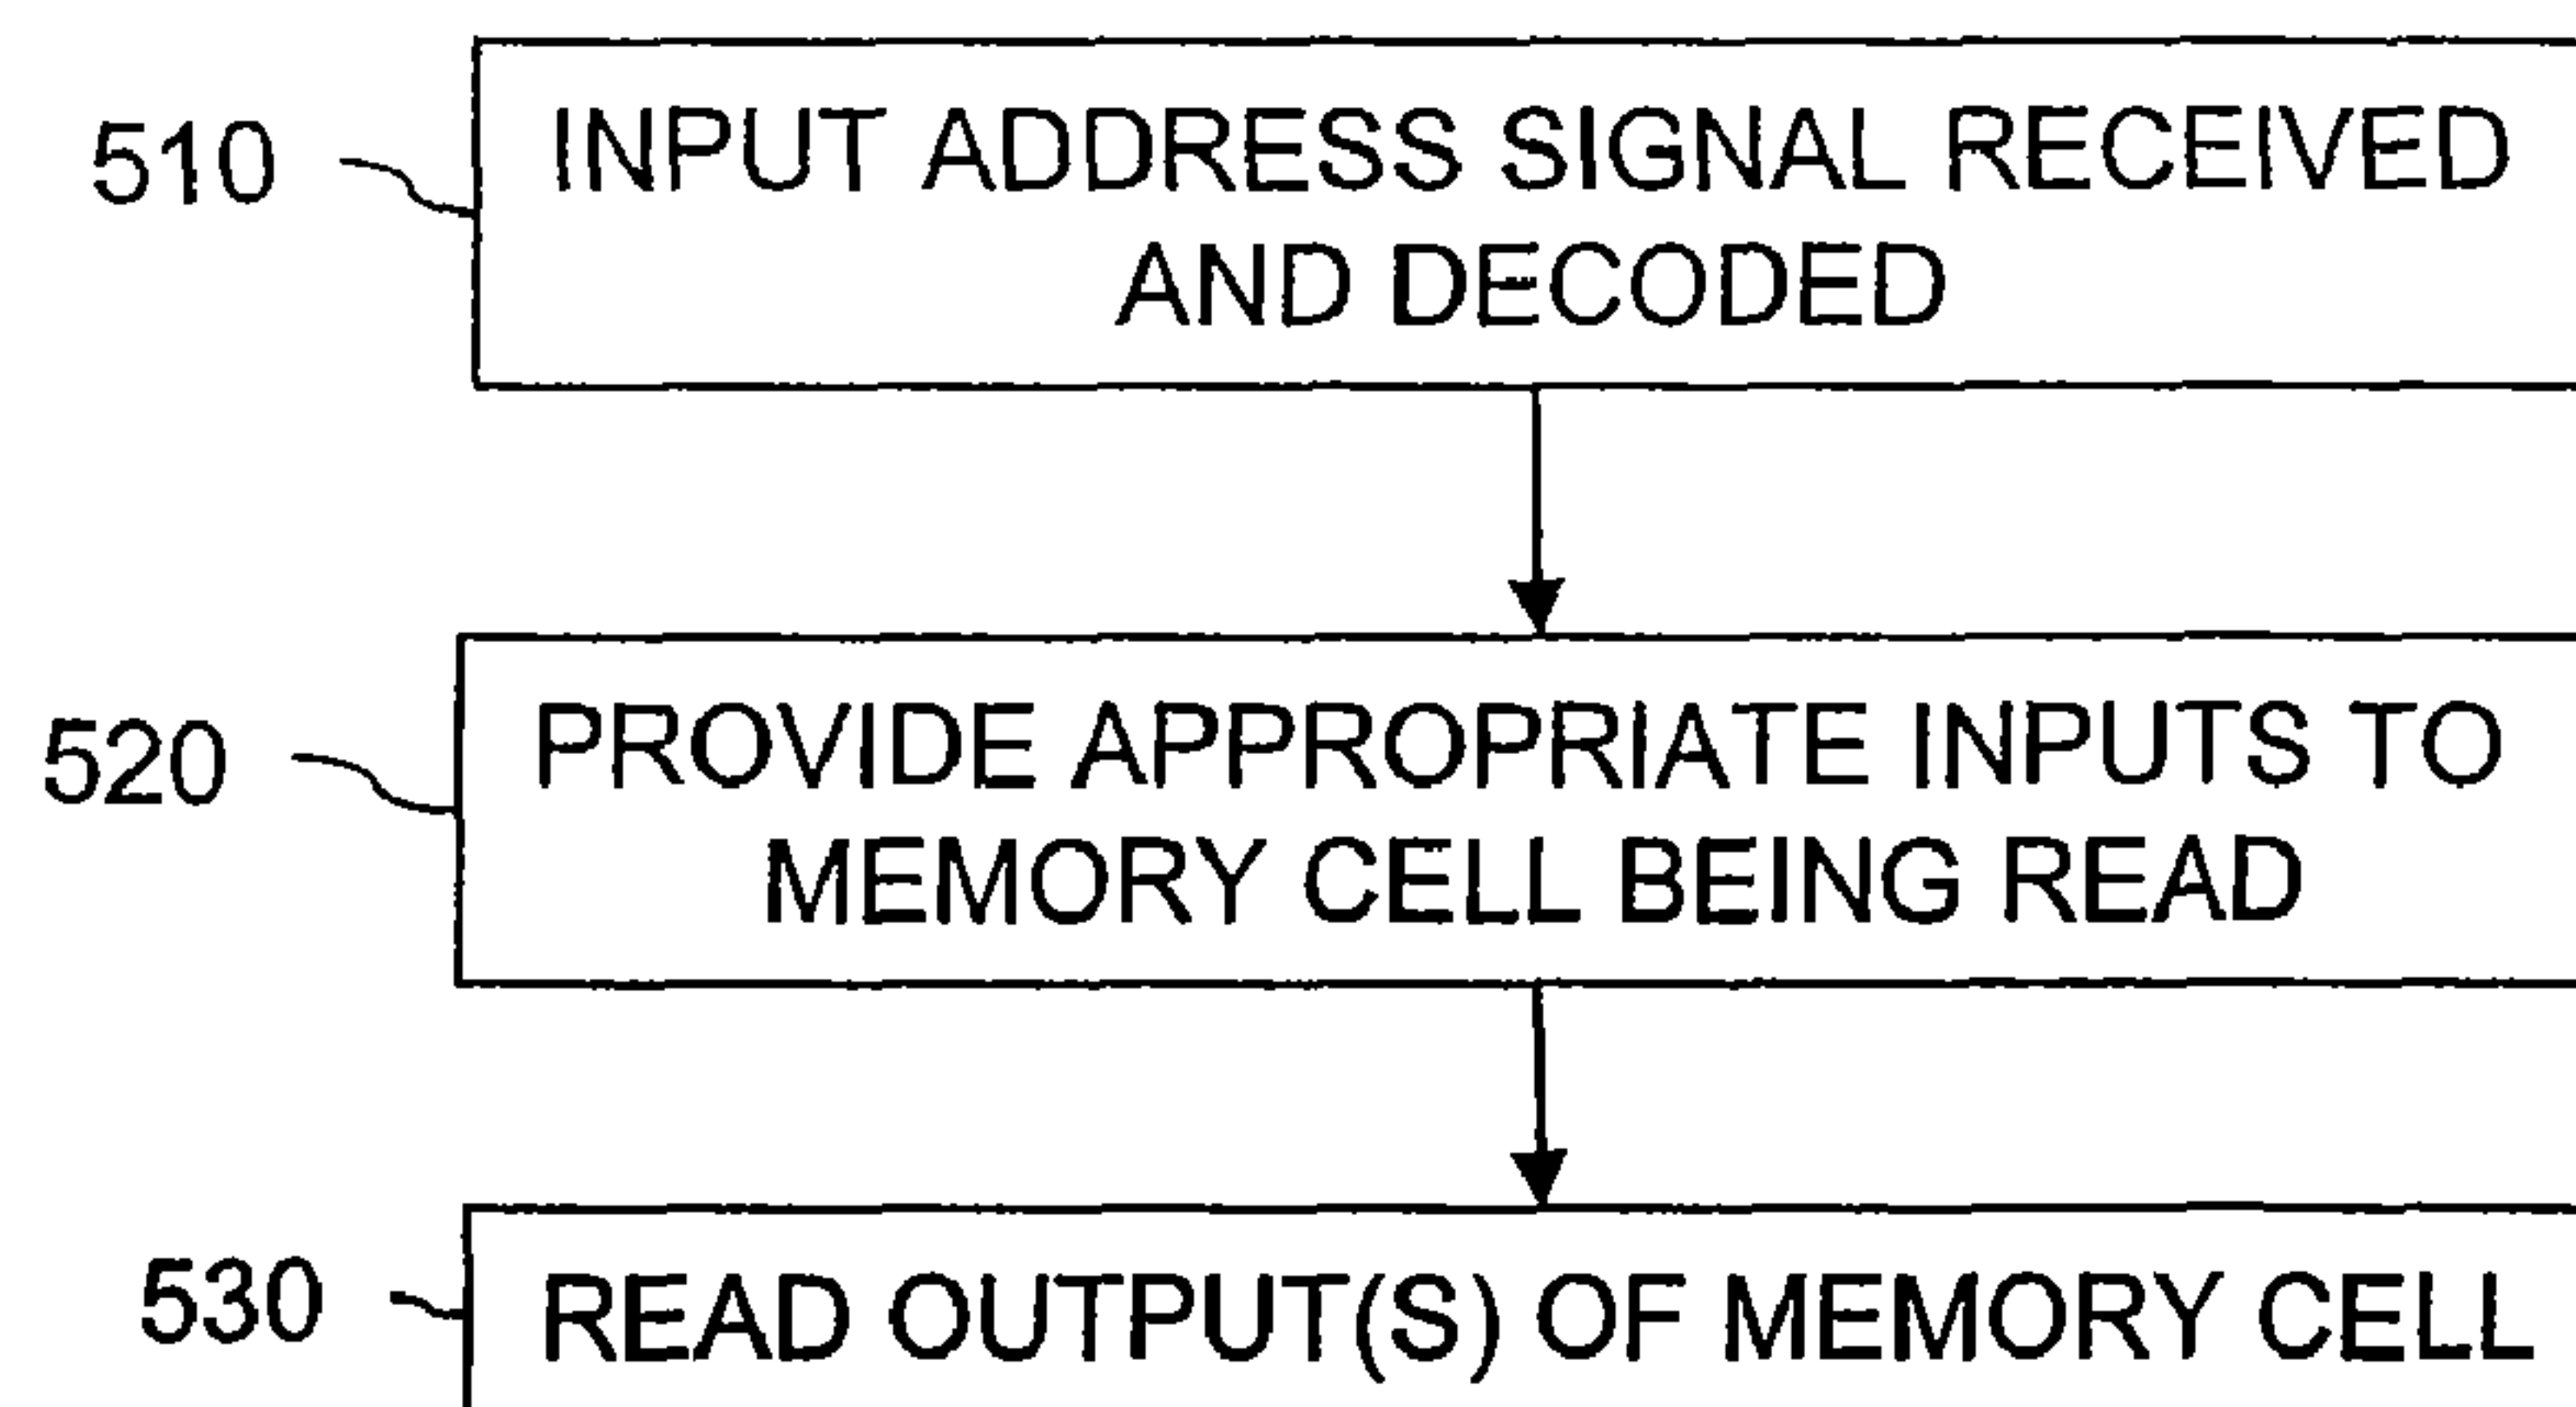 510
INPUT ADDRESS SIGNAL RECEIVED
AND DECODED
520
PROVIDE APPROPRIATE INPUTS TO
MEMORY CELL BEING READ
530
READ OUTPUT(S) OF MEMORY CELL